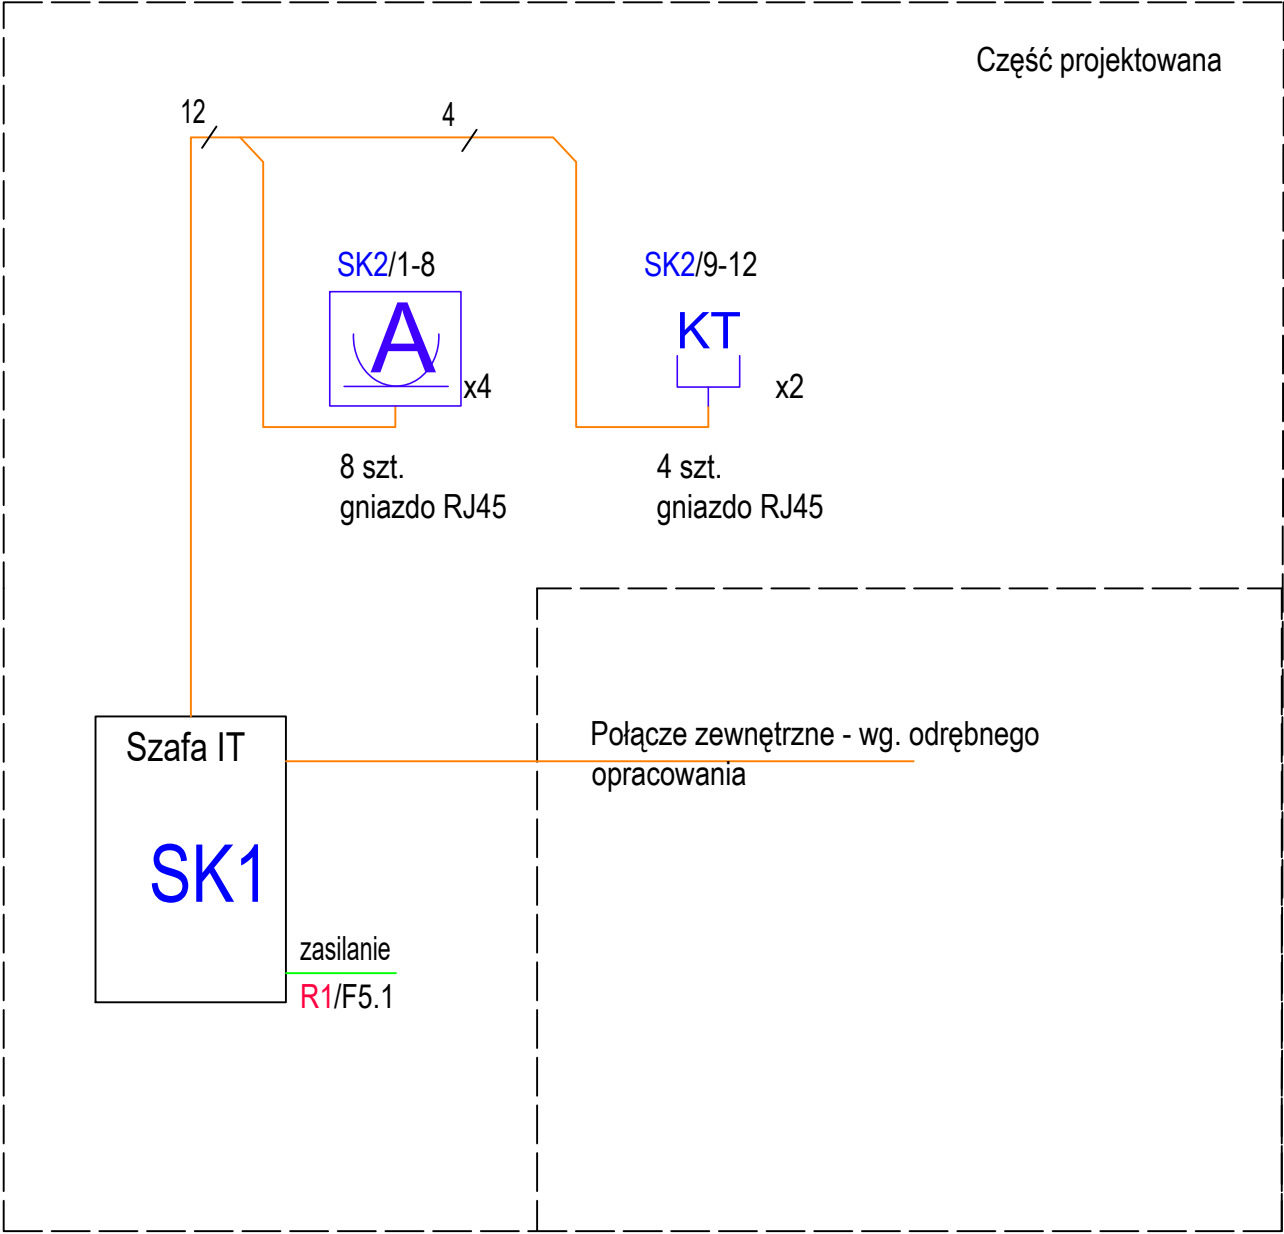 Część projektowana
12
4
SK2/1-8
SK2/9-12
A
KT
x4
x2
8 szt.
gniazdo RJ45
4 szt.
gniazdo RJ45
Szafa IT
SK1
Połącze zewnętrzne - wg. odrębnego
opracowania
zasilanie
R1/F5.1